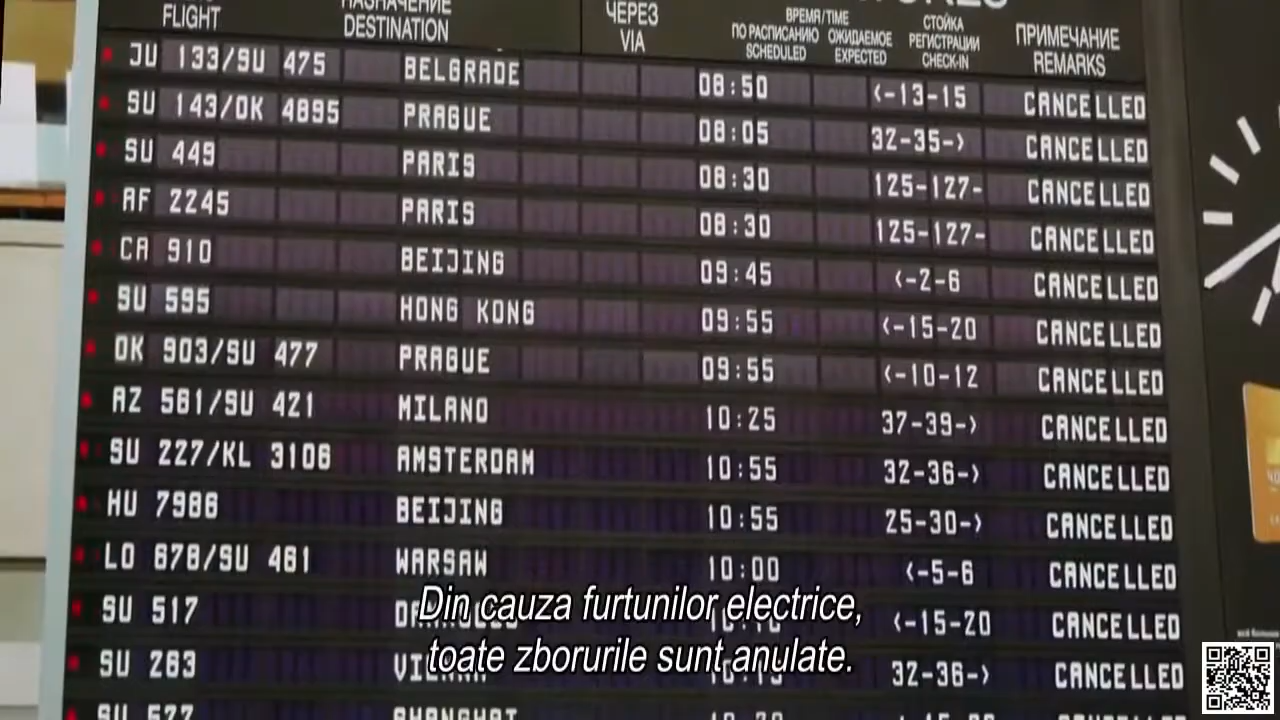 FLIGHT
НАЗНАЧЕНИЕ
DESTINATION
ЧЕРЕЗ
VIA
ВРЕМЯ/TIME
ПО РАСПИСАНИЮ ОЖИДАЕМОЕ
SCHEDULED EXPECTED
СТОЙКА
РЕГИСТРАЦИИ
CHECK-IN
ПРИМЕЧАНИЕ
REMARKS
JU 133/SU 475 BELGRADE 08:50 <-13-15 CANCELLED
SU 143/OK 4895 PRAGUE 08:05 32-35-> CANCELLED
SU 449 PARIS 08:30 125-127- CANCELLED
AF 2245 PARIS 08:30 125-127- CANCELLED
CA 910 BEIJING 09:45 <-2-6 CANCELLED
SU 595 HONG KONG 09:55 <-15-20 CANCELLED
OK 903/SU 477 PRAGUE 09:55 <-10-12 CANCELLED
AZ 561/SU 421 MILANO 10:25 37-39-> CANCELLED
SU 227/KL 3106 AMSTERDAM 10:55 32-36-> CANCELLED
HU 7986 BEIJING 10:55 25-30-> CANCELLED
LO 678/SU 461 WARSAW 10:00 <-5-6 CANCELLED
SU 517 <-15-20 CANCELLED
SU 263 VIENNA 32-36-> CANCELLED
SU 577 SHANGHAI
Din cauza furtunilor electrice,
toate zborurile sunt anulate.